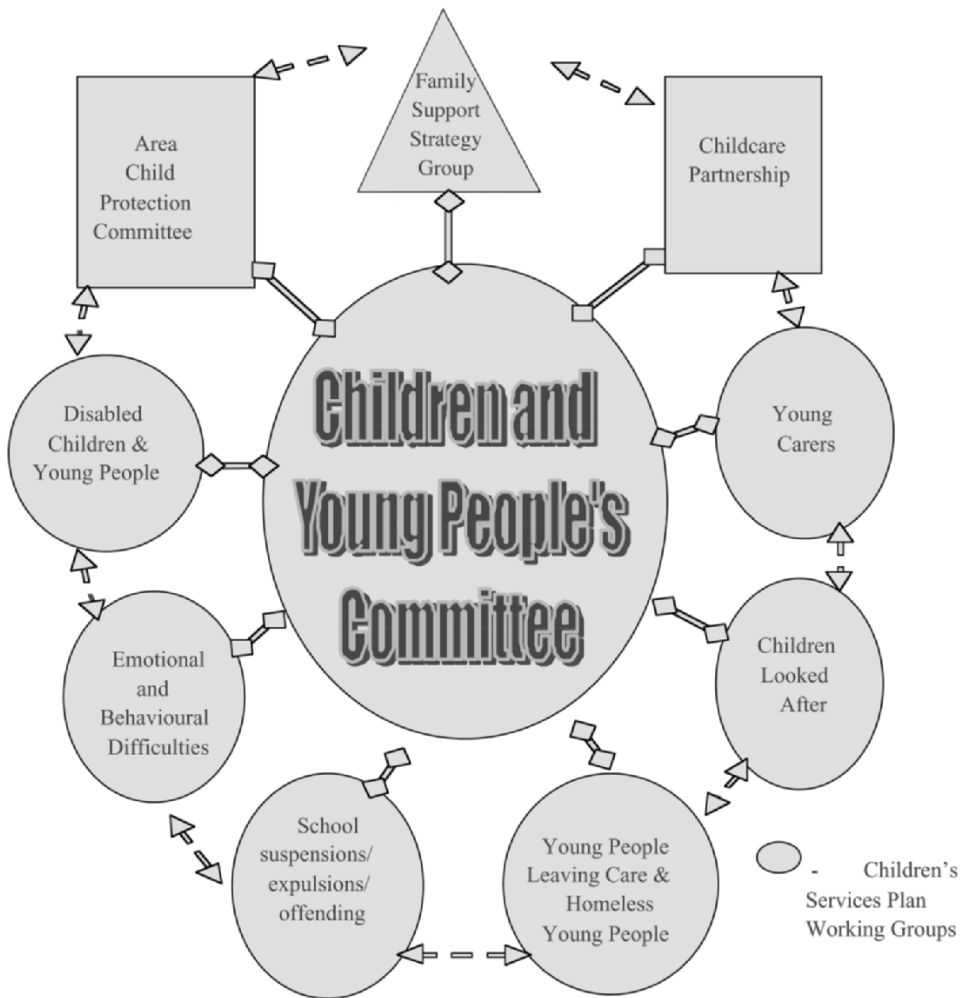 Family
Support
Strategy
Group
Area
Child
Protection
Committee
Childcare
Partnership
Children and
Young People's
Committee
Disabled
Children &
Young People
Young
Carers
Emotional
and
Behavioural
Difficulties
Children
Looked
After
School
suspensions/
expulsions/
offending
Young People
Leaving Care &
Homeless
Young People
- Children’s
Services Plan
Working Groups